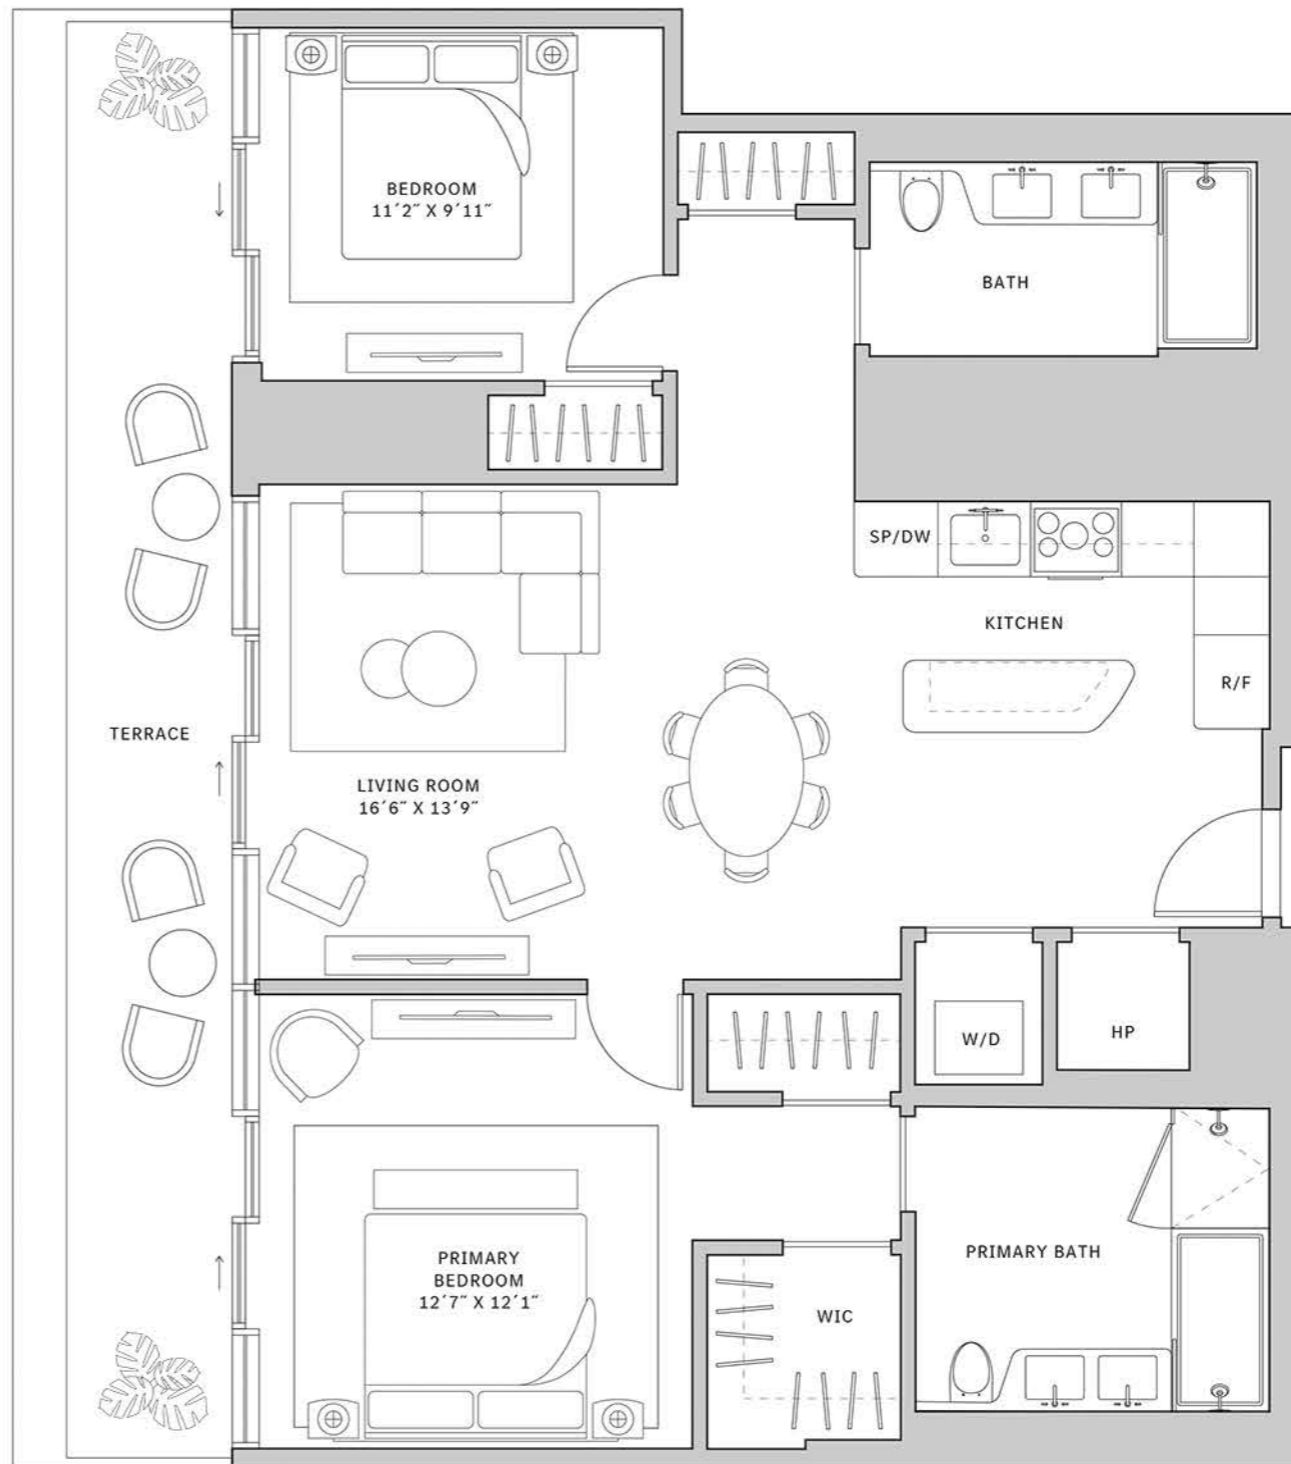 BEDROOM
11´2˝ X 9´11˝
BATH
SP/DW
KITCHEN
R/F
TERRACE
LIVING ROOM
16´6˝ X 13´9˝
W/D
HP
PRIMARY
BEDROOM
12´7˝ X 12´1˝
PRIMARY BATH
WIC